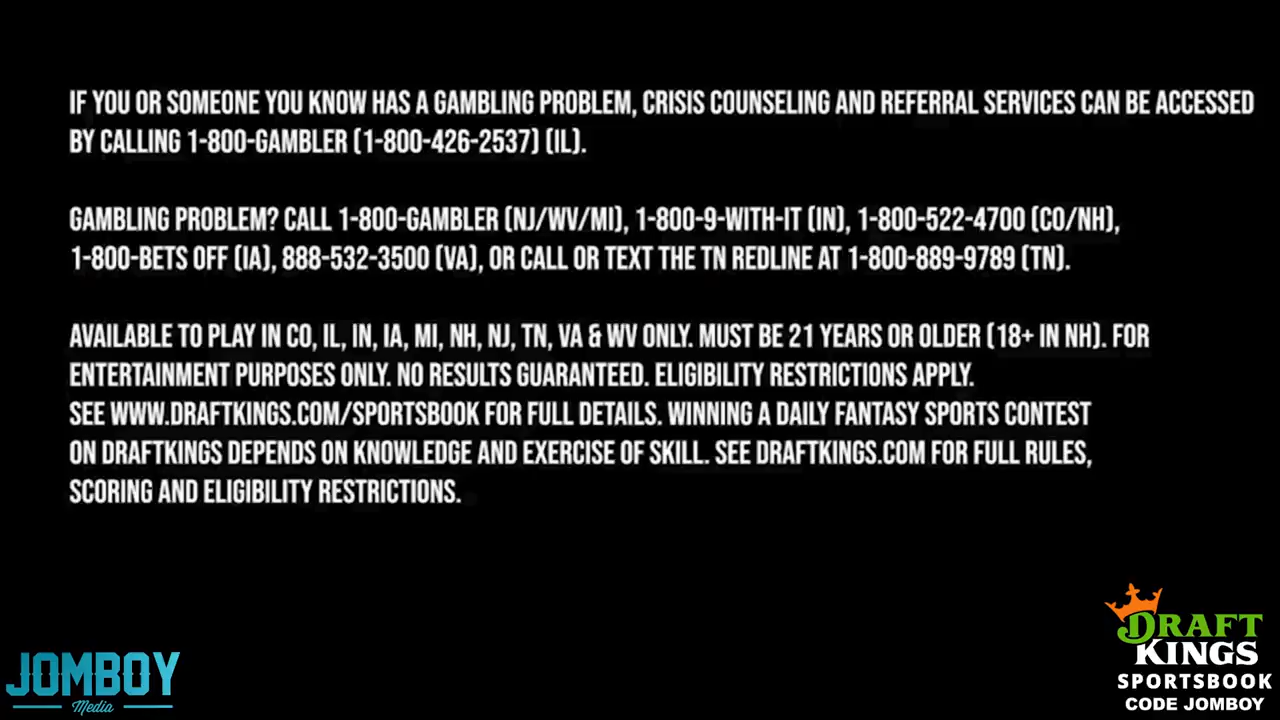 IF YOU OR SOMEONE YOU KNOW HAS A GAMBLING PROBLEM, CRISIS COUNSELING AND REFERRAL SERVICES CAN BE ACCESSED
BY CALLING 1-800-GAMBLER (1-800-426-2537) (IL).
GAMBLING PROBLEM? CALL 1-800-GAMBLER (NJ/WV/MI), 1-800-9-WITH-IT (IN), 1-800-522-4700 (CO/NH),
1-800-BETS OFF (IA), 888-532-3500 (VA), OR CALL OR TEXT THE TN REDLINE AT 1-800-889-9789 (TN).
AVAILABLE TO PLAY IN CO, IL, IN, IA, MI, NH, NJ, TN, VA & WV ONLY. MUST BE 21 YEARS OR OLDER (18+ IN NH). FOR
ENTERTAINMENT PURPOSES ONLY. NO RESULTS GUARANTEED. ELIGIBILITY RESTRICTIONS APPLY.
SEE WWW.DRAFTKINGS.COM/SPORTSBOOK FOR FULL DETAILS. WINNING A DAILY FANTASY SPORTS CONTEST
ON DRAFTKINGS DEPENDS ON KNOWLEDGE AND EXERCISE OF SKILL. SEE DRAFTKINGS.COM FOR FULL RULES,
SCORING AND ELIGIBILITY RESTRICTIONS.
JOMBOY
Media
DRAFT
KINGS
SPORTSBOOK
CODE JOMBOY